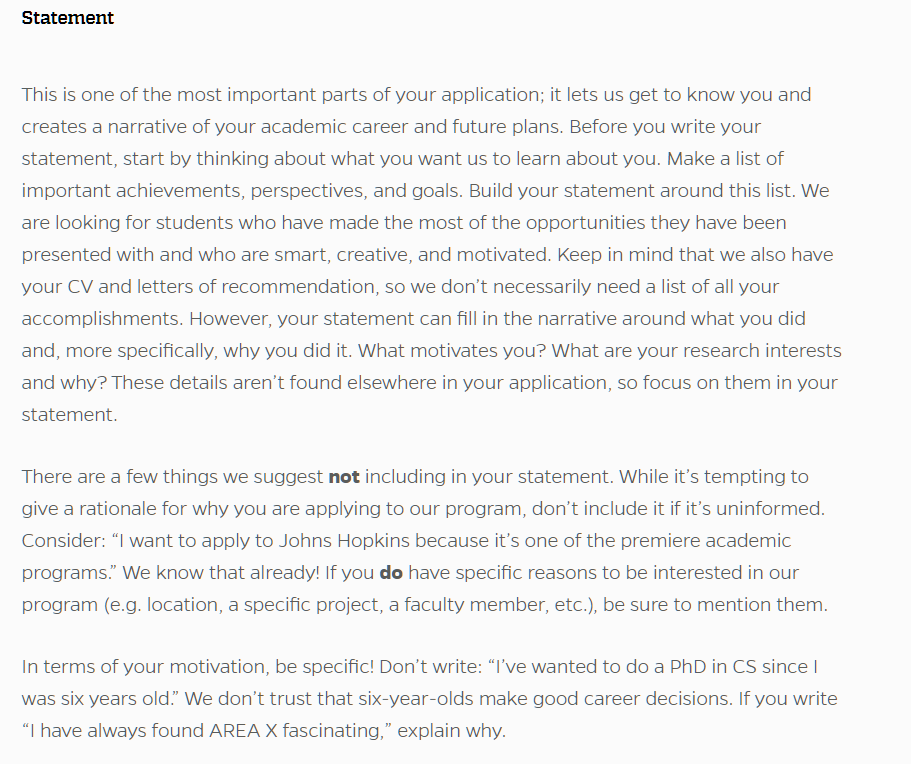 Statement
This is one of the most important parts of your application; it lets us get to know you and
creates a narrative of your academic career and future plans. Before you write your
statement, start by thinking about what you want us to learn about you. Make a list of
important achievements, perspectives, and goals. Build your statement around this list. We
are looking for students who have made the most of the opportunities they have been
presented with and who are smart, creative, and motivated. Keep in mind that we also have
your CV and letters of recommendation, so we don’t necessarily need a list of all your
accomplishments. However, your statement can fill in the narrative around what you did
and, more specifically, why you did it. What motivates you? What are your research interests
and why? These details aren’t found elsewhere in your application, so focus on them in your
statement.
There are a few things we suggest not including in your statement. While it’s tempting to
give a rationale for why you are applying to our program, don’t include it if it’s uninformed.
Consider: “I want to apply to Johns Hopkins because it’s one of the premiere academic
programs.” We know that already! If you do have specific reasons to be interested in our
program (e.g. location, a specific project, a faculty member, etc.), be sure to mention them.
In terms of your motivation, be specific! Don’t write: “I’ve wanted to do a PhD in CS since I
was six years old.” We don’t trust that six-year-olds make good career decisions. If you write
“I have always found AREA X fascinating,” explain why.